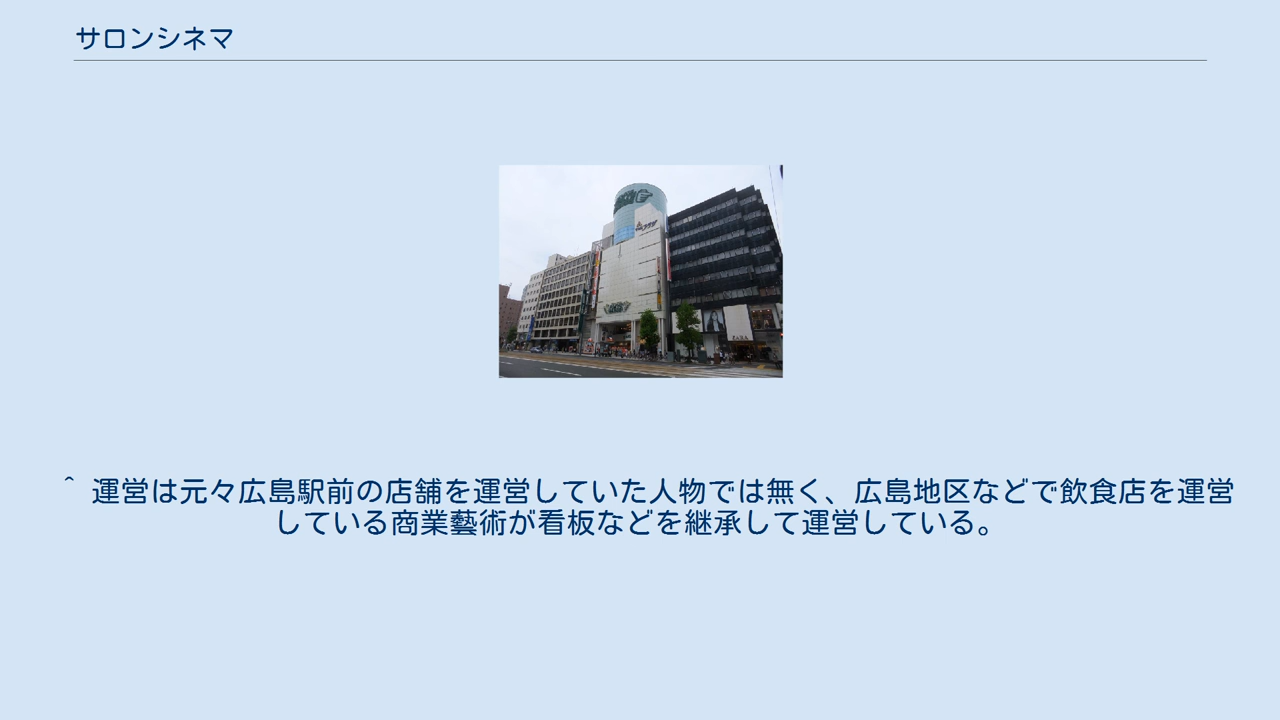 サロンシネマ
^ 運営は元々広島駅前の店舗を運営していた人物では無く、広島地区などで飲食店を運営
している商業藝術が看板などを継承して運営している。